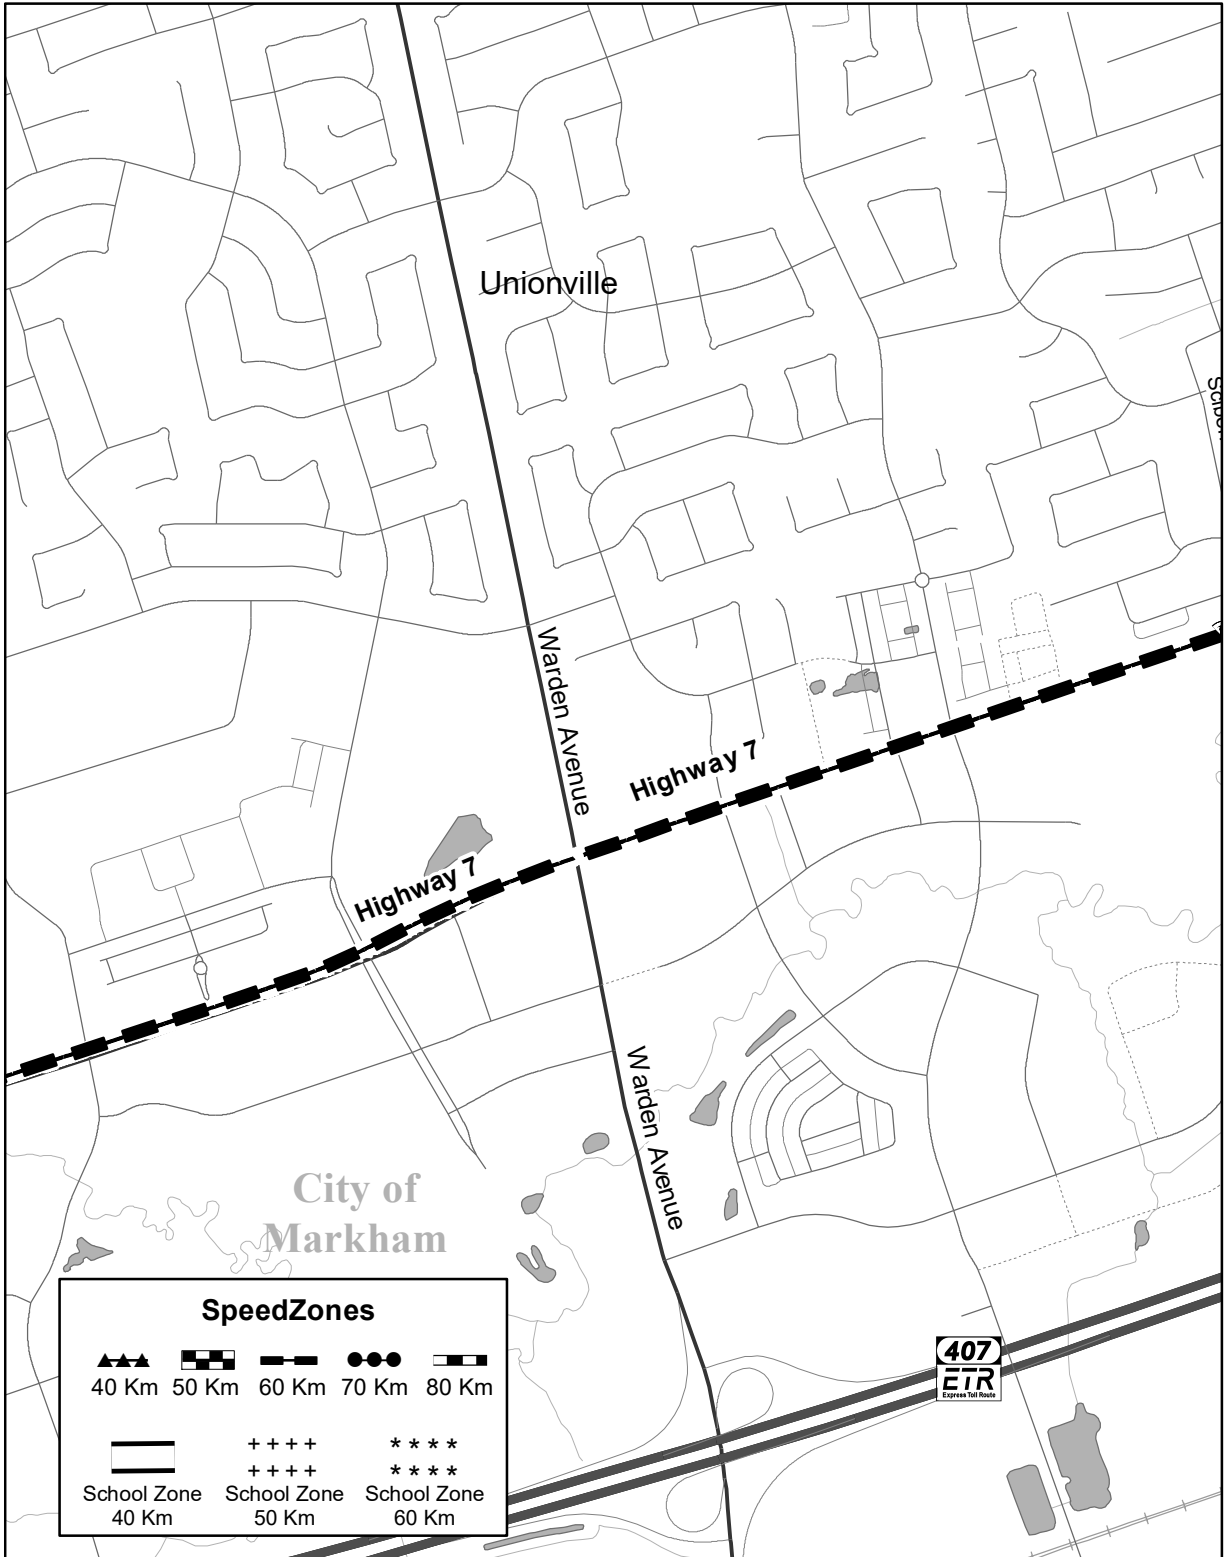 Unionville
Warden Avenue
Highway 7
Highway 7
Warden Avenue
City of
Markham
SpeedZones
40 Km 50 Km 60 Km 70 Km 80 Km
School Zone School Zone School Zone
40 Km 50 Km 60 Km
407
ETR
Express Toll Route